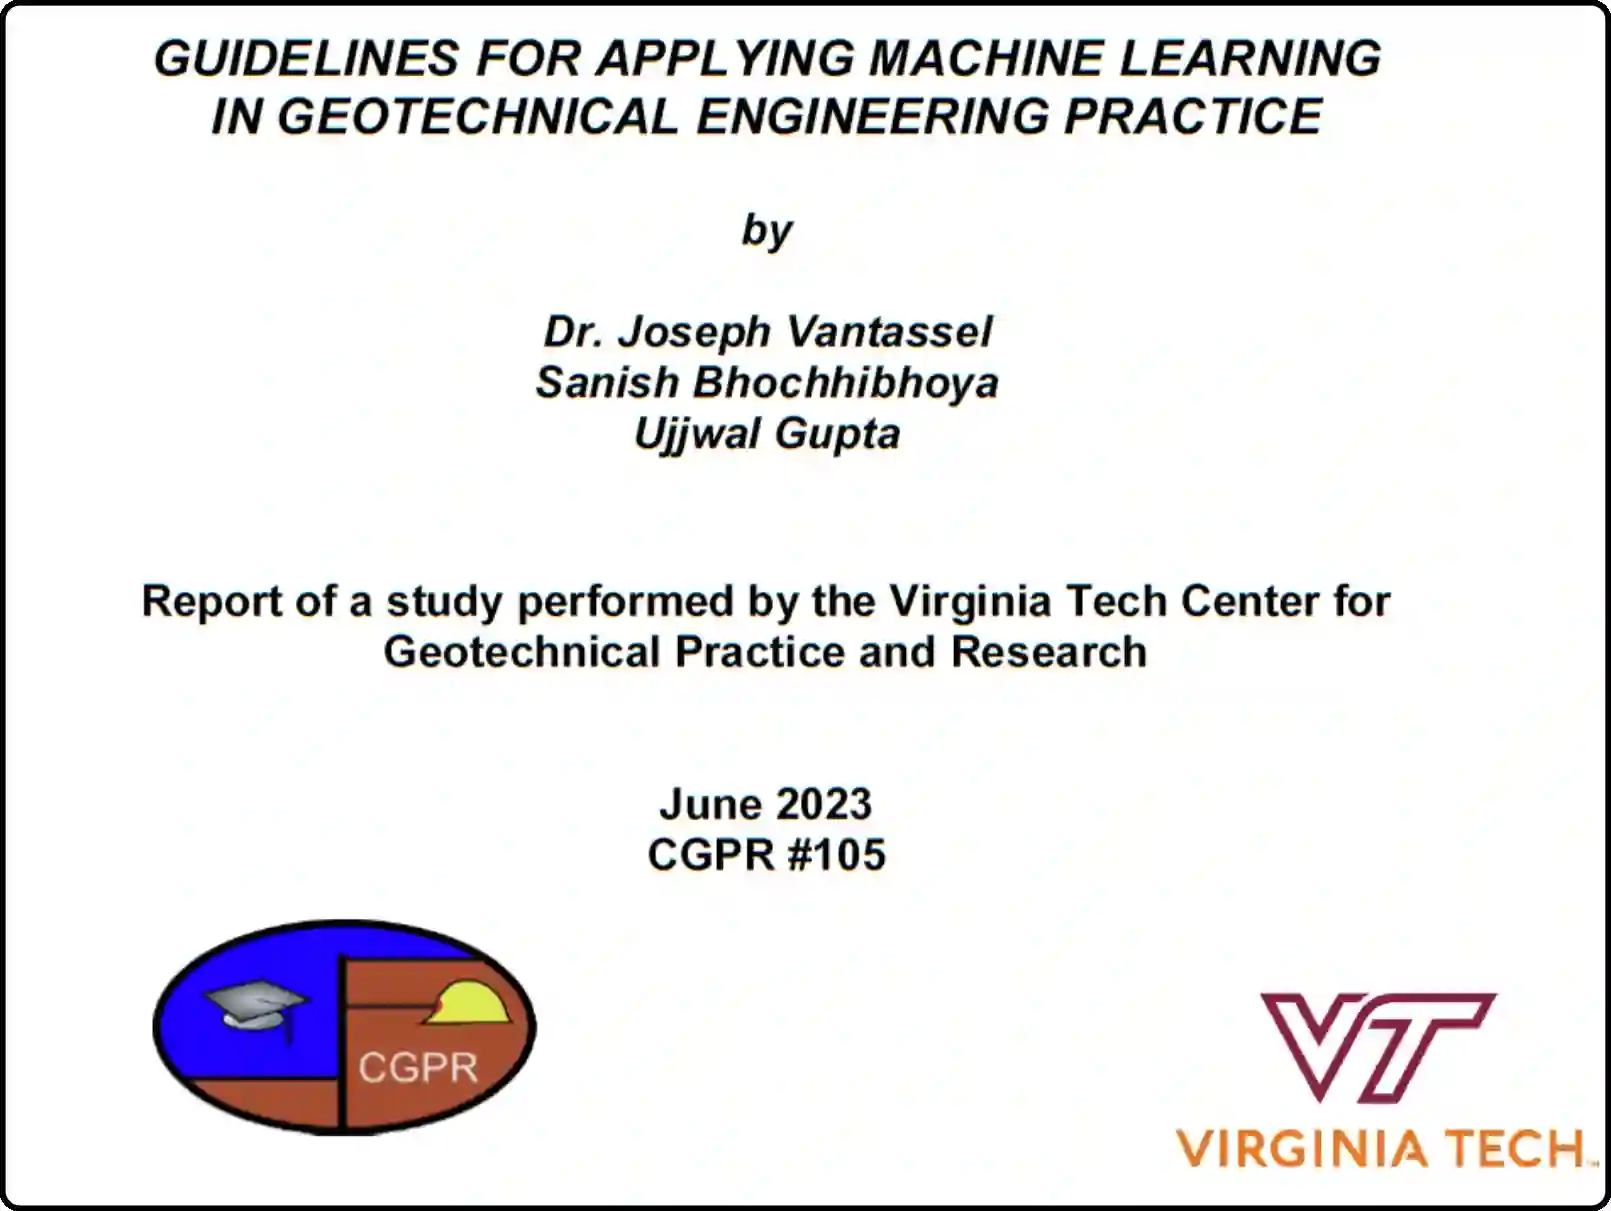 GUIDELINES FOR APPLYING MACHINE LEARNING
IN GEOTECHNICAL ENGINEERING PRACTICE
by
Dr. Joseph Vantassel
Sanish Bhochhibhoya
Ujjwal Gupta
Report of a study performed by the Virginia Tech Center for
Geotechnical Practice and Research
June 2023
CGPR #105
CGPR
VT
VIRGINIA TECH™